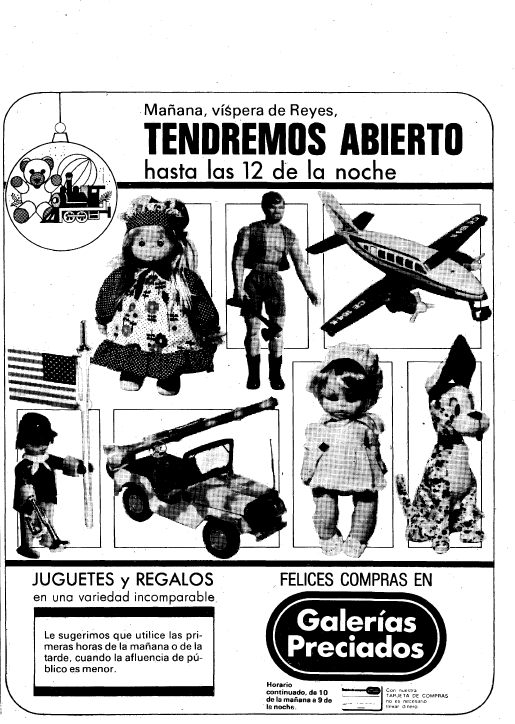 Mañana, víspera de Reyes,
TENDREMOS ABIERTO
hasta las 12 de la noche
JUGUETES y REGALOS
en una variedad incomparable
Le sugerimos que utilice las pri-
meras horas de la mañana o de la
tarde, cuando la afluencia de pú-
blico es menor.
FELICES COMPRAS EN
Galerías
Preciados
Horario
continuado, de 10
de la mañana a 9 de
la noche.
Con nuestra
TARJETA DE COMPRAS
no es necesario
llevar dinero.